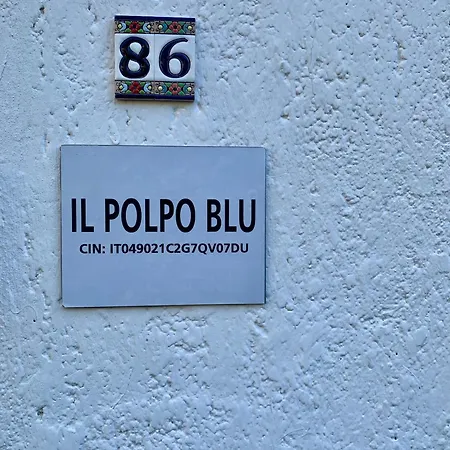 86
IL POLPO BLU
CIN: IT049021C2G7QV07DU